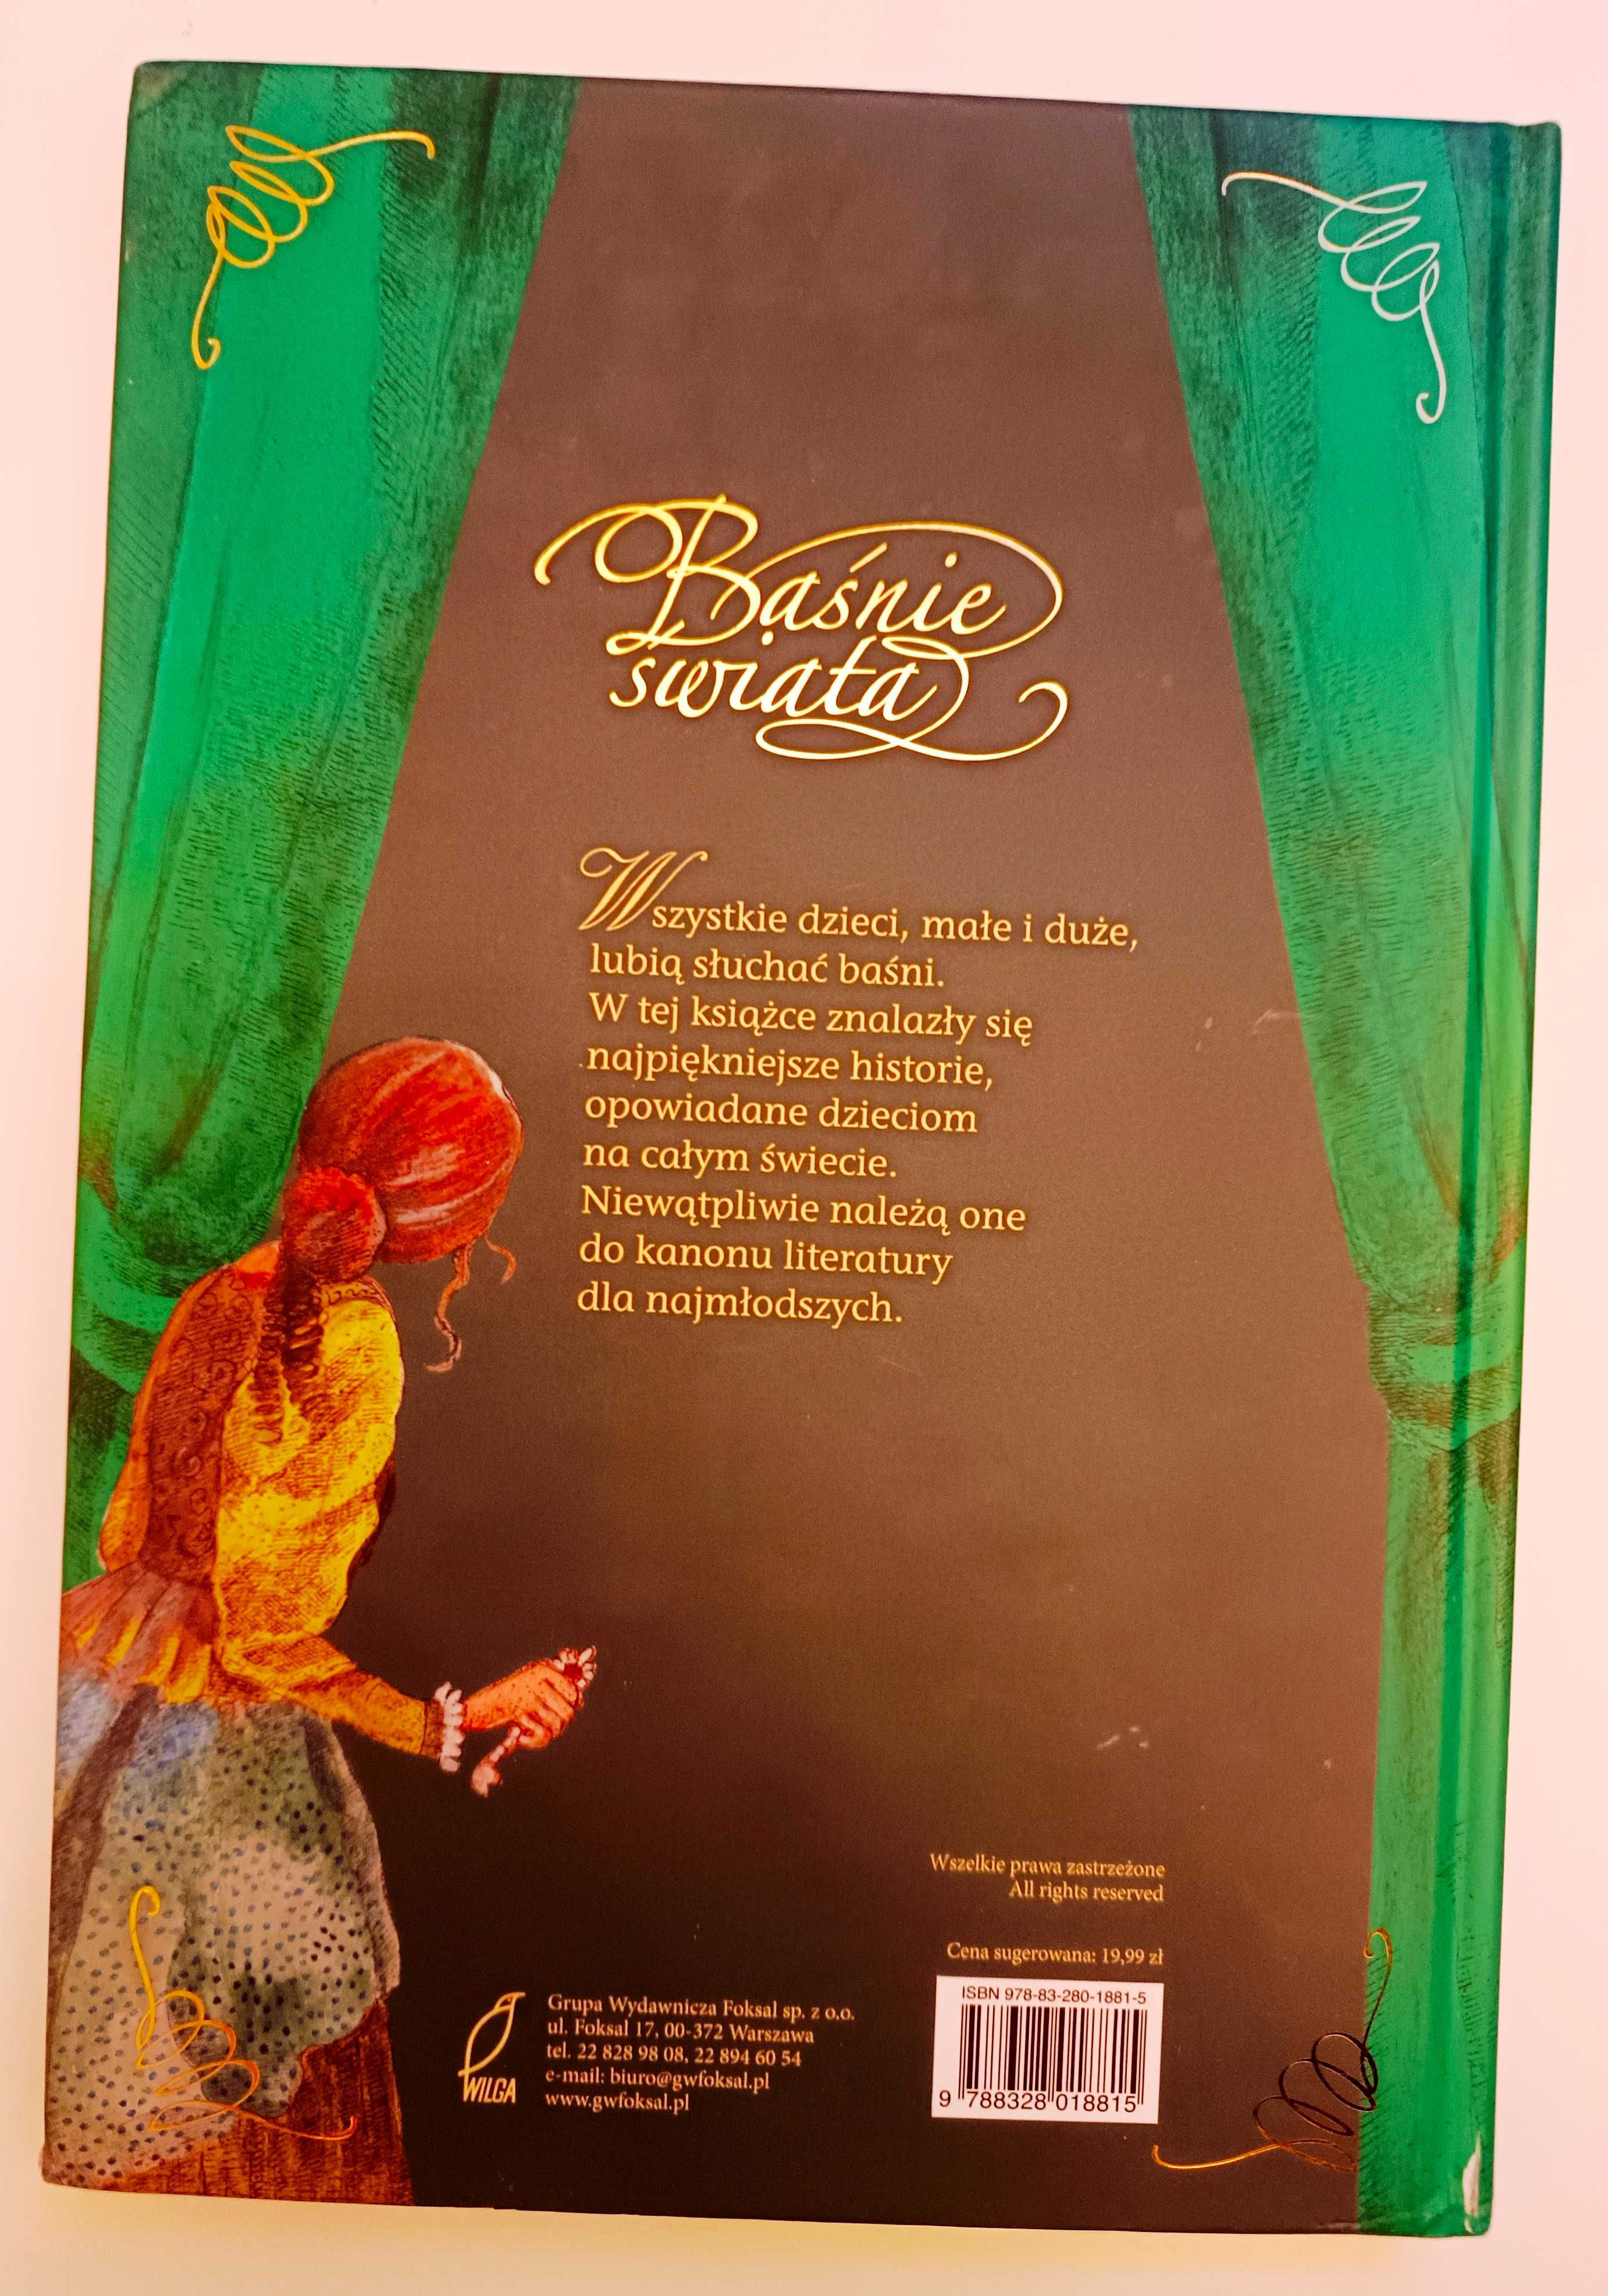 Baśnie
świata
Wszystkie dzieci, małe i duże,
lubią słuchać baśni.
W tej książce znalazły się
najpiękniejsze historie,
opowiadane dzieciom
na całym świecie.
Niewątpliwie należą one
do kanonu literatury
dla najmłodszych.
Wszelkie prawa zastrzeżone
All rights reserved
Cena sugerowana: 19,99 zł
ISBN 978-83-280-1881-5
9 788328 018815
WILGA
Grupa Wydawnicza Foksal sp. z o.o.
ul. Foksal 17, 00-372 Warszawa
tel. 22 828 98 08, 22 894 60 54
e-mail: biuro@gwfoksal.pl
www.gwfoksal.pl